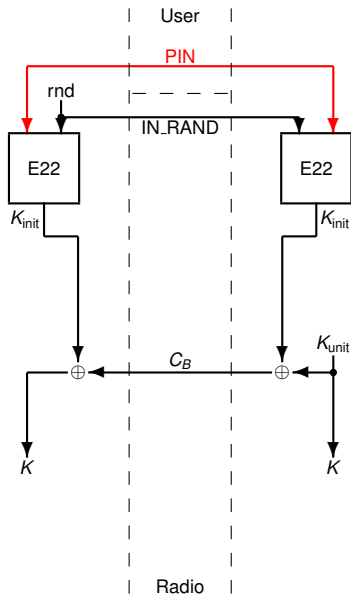 User
PIN
rnd
IN_RAND
E22 E22
K_init K_init
K_unit
C_B
K K
Radio